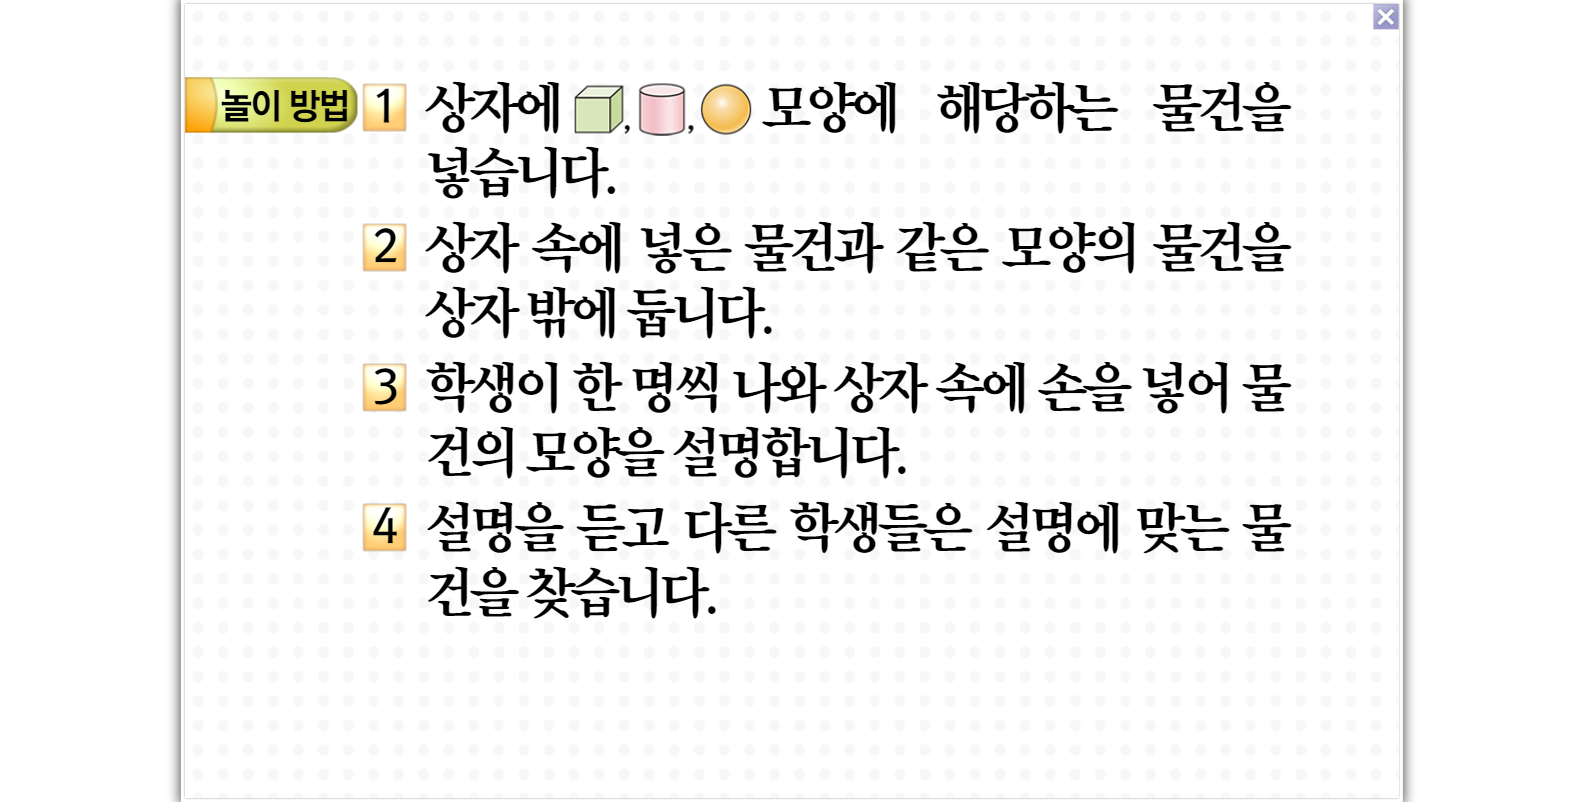 놀이 방법
1 상자에 , , 모양에 해당하는 물건을
넣습니다.
2 상자 속에 넣은 물건과 같은 모양의 물건을
상자 밖에 둡니다.
3 학생이 한 명씩 나와 상자 속에 손을 넣어 물
건의 모양을 설명합니다.
4 설명을 듣고 다른 학생들은 설명에 맞는 물
건을 찾습니다.